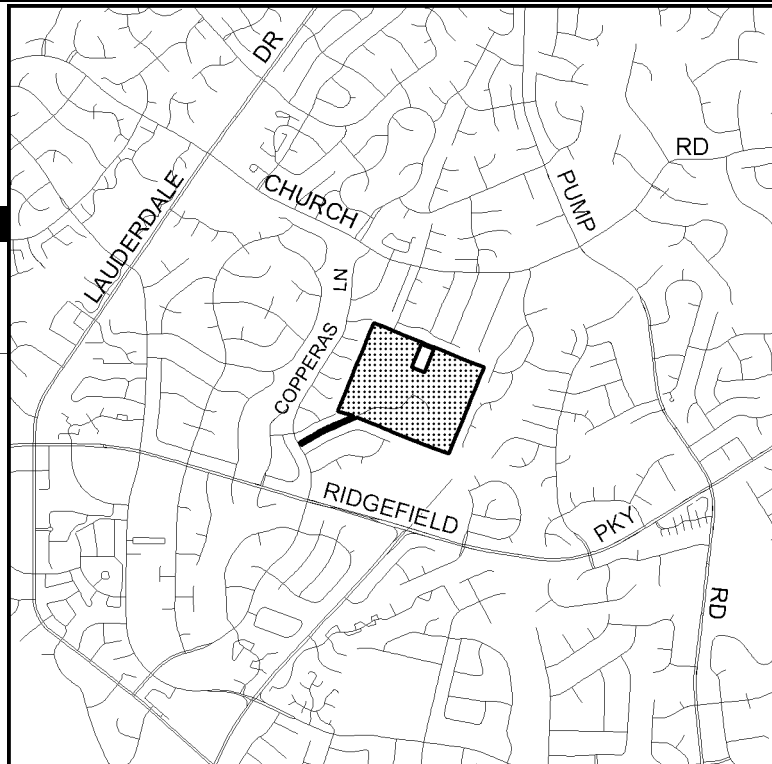 DR
RD
LAUDERDALE
CHURCH
PUMP
LN
COPPERAS
RIDGEFIELD
PKY
RD